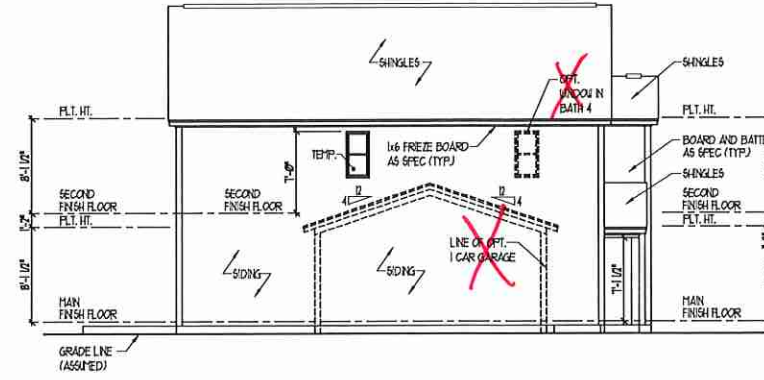 SHINGLES
OPT.
WINDOW IN
BATH 4
SHINGLES
PLT. HT.
PLT. HT.
1x6 FREZE BOARD
AS SPEC (TYP.)
TEMP.
7'-0"
BOARD AND BATTE
AS SPEC (TYP.)
SHINGLES
8'-1 1/2"
SECOND
FINISH FLOOR
SECOND
FINISH FLOOR
12
4
12
4
SECOND
FINISH FLOOR
PLT. HT.
1'-2"
PLT. HT.
LINE OF OPT.
1 CAR GARAGE
SIDING
SIDING
8'-1 1/2"
7'-1 1/2"
MAIN
FINISH FLOOR
MAIN
FINISH FLOOR
GRADE LINE
(ASSUMED)